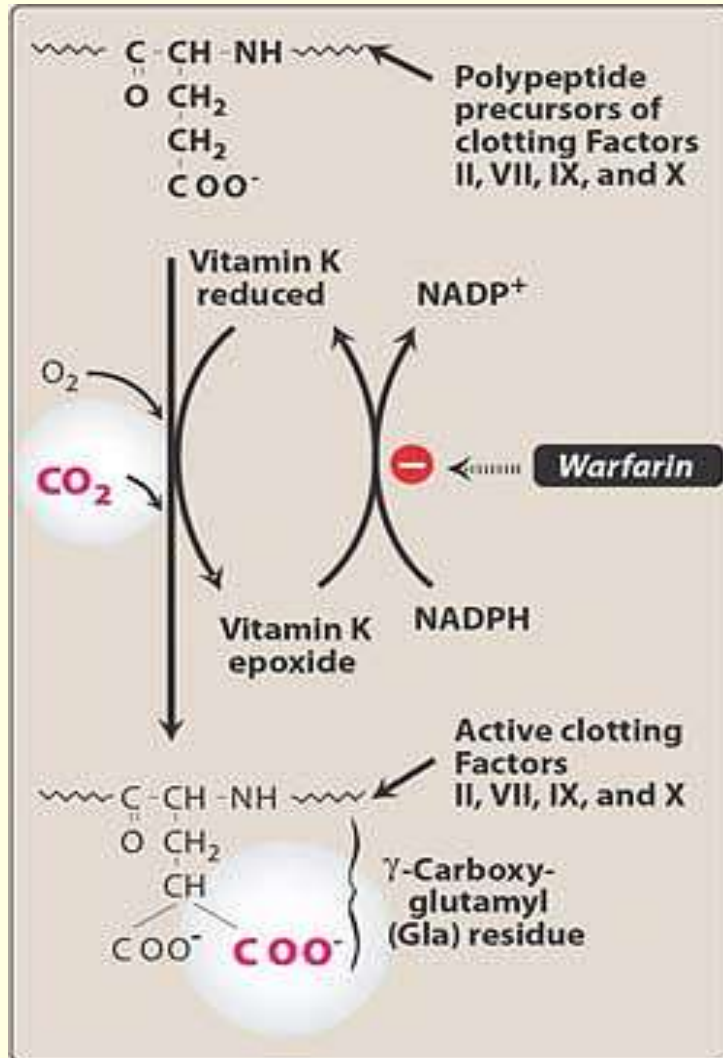 C-CH-NH
O CH₂
CH₂
COO⁻
Polypeptide
precursors of
clotting Factors
II, VII, IX, and X
Vitamin K
reduced
NADP⁺
O₂
CO₂
Warfarin
Vitamin K
epoxide
NADPH
Active clotting
Factors
II, VII, IX, and X
C-CH-NH
O CH₂
CH
COO⁻ COO⁻
γ-Carboxy-
glutamyl
(Gla) residue